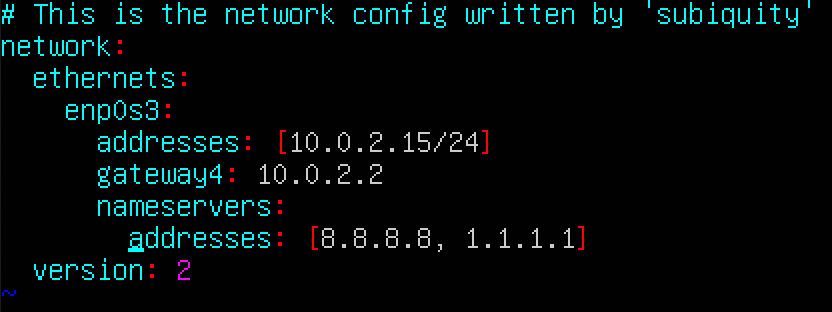 # This is the network config written by 'subiquity'
network:
  ethernets:
    enp0s3:
      addresses: [10.0.2.15/24]
      gateway4: 10.0.2.2
      nameservers:
        addresses: [8.8.8.8, 1.1.1.1]
  version: 2
~